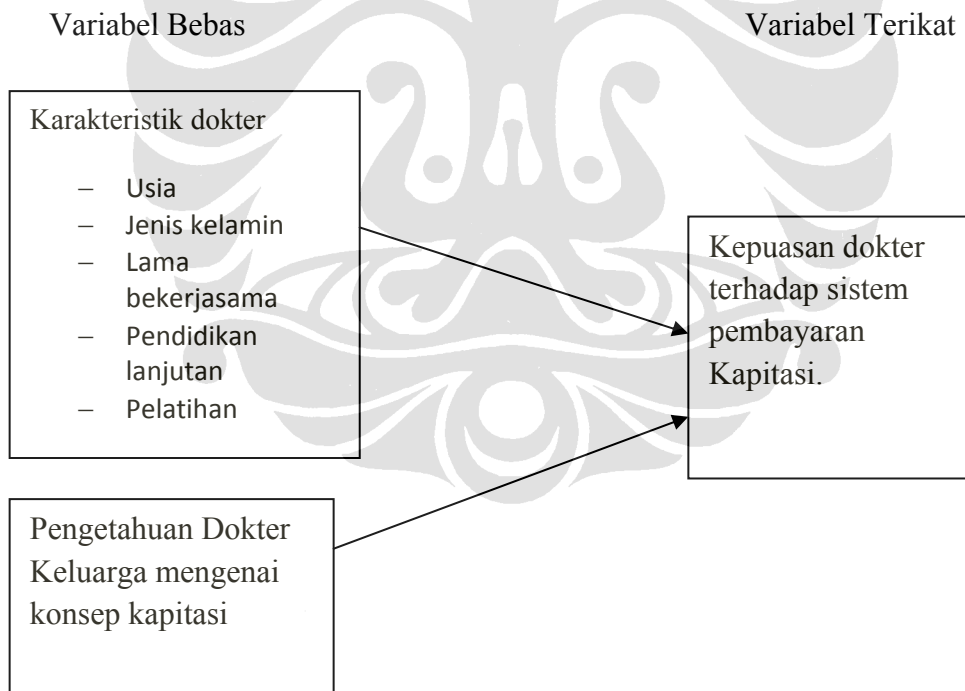 Variabel Bebas
Variabel Terikat
Karakteristik dokter
– Usia
– Jenis kelamin
– Lama
bekerjasama
– Pendidikan
lanjutan
– Pelatihan
Kepuasan dokter
terhadap sistem
pembayaran
Kapitasi.
Pengetahuan Dokter
Keluarga mengenai
konsep kapitasi